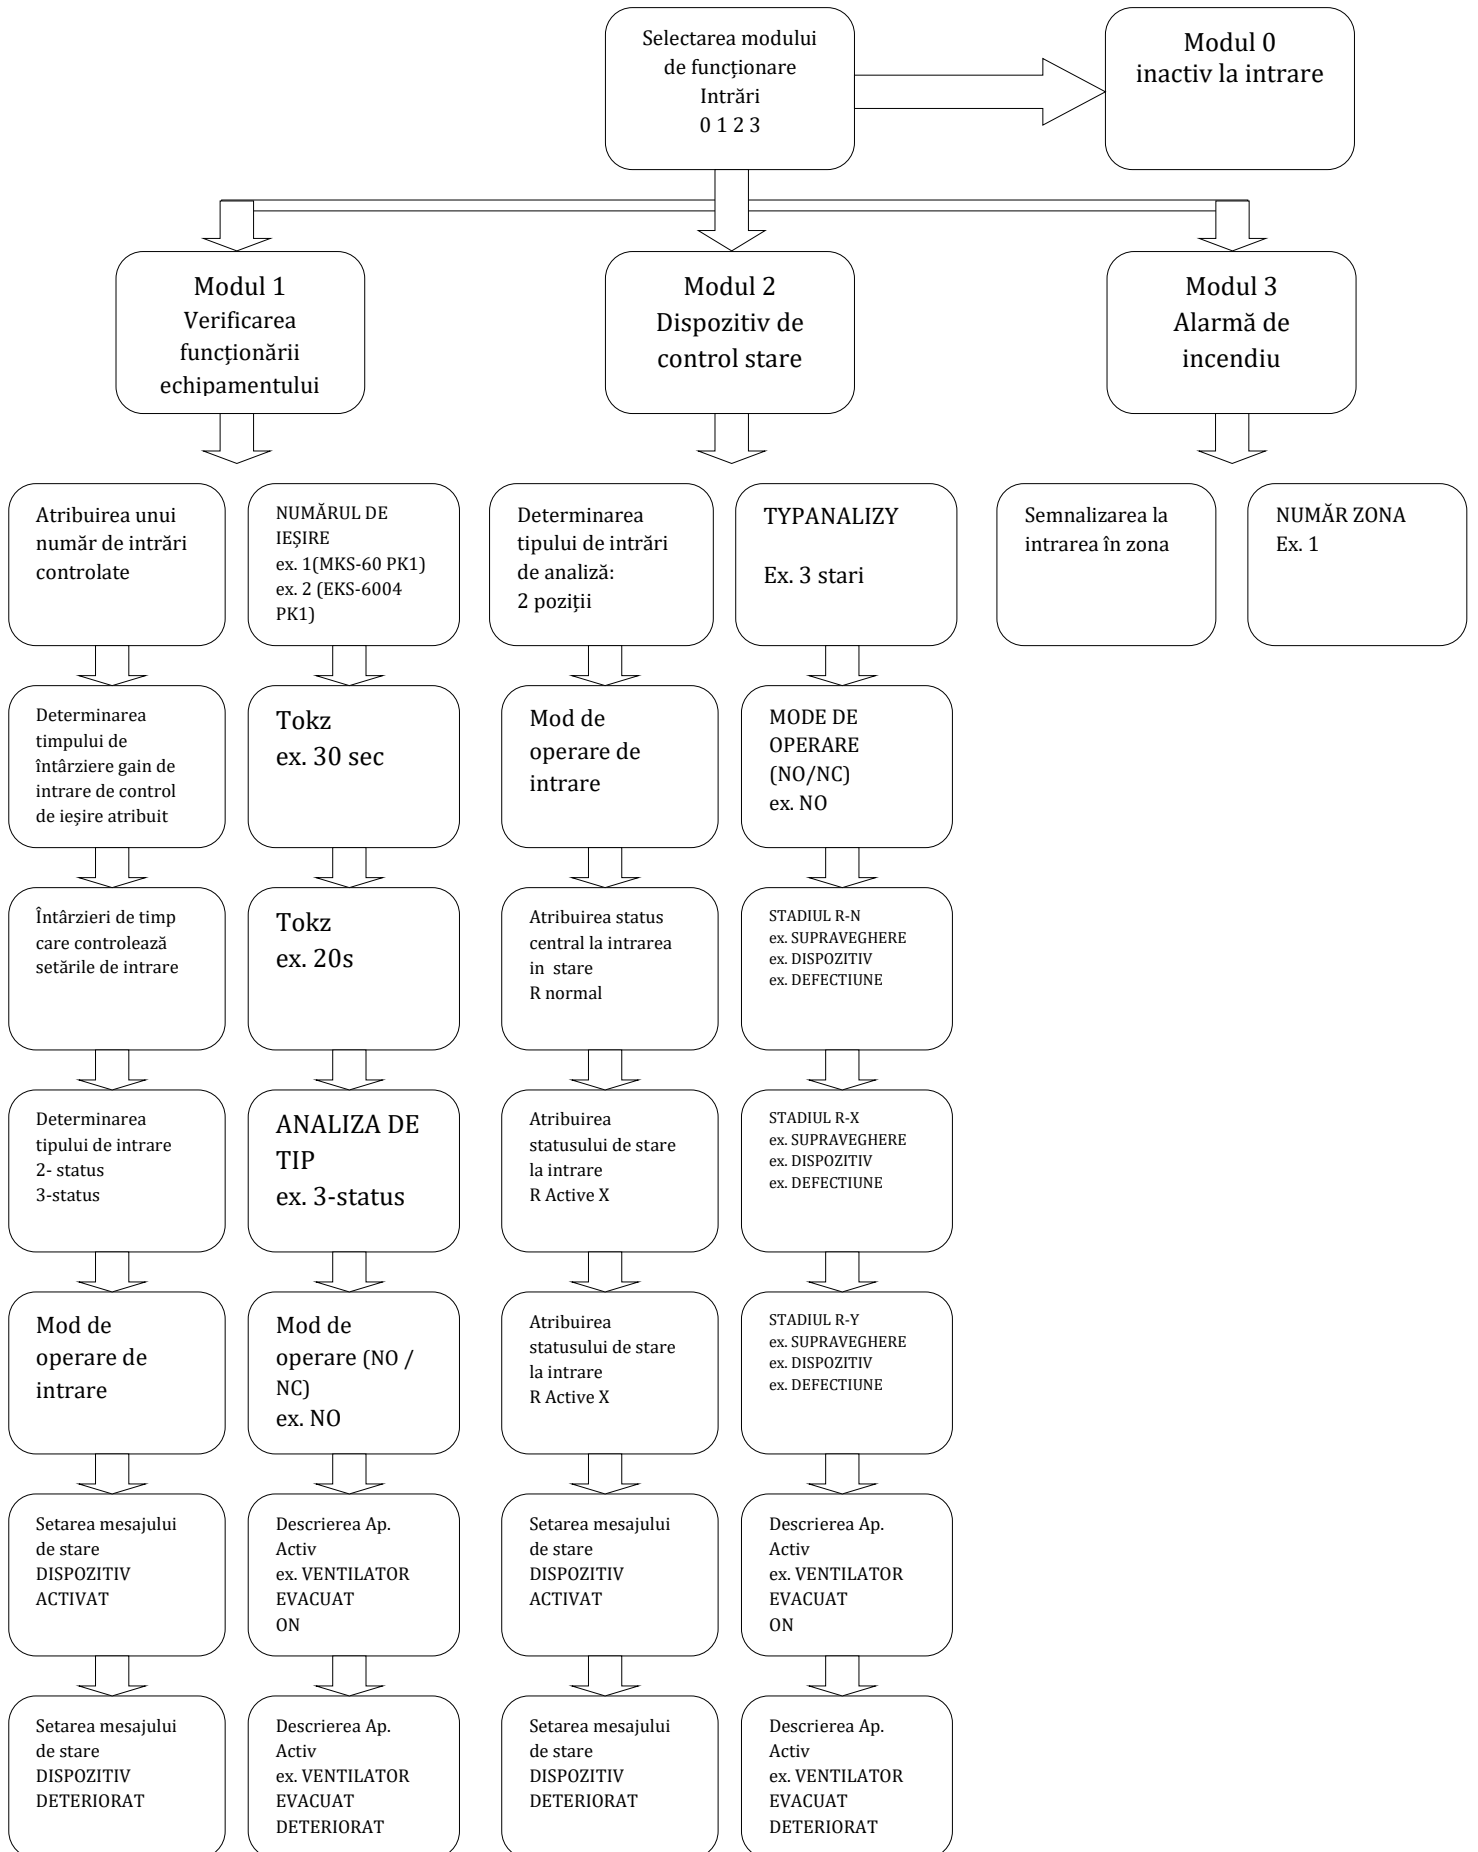 Selectarea modului
de funcționare
Intrări
0 1 2 3
Modul 0
inactiv la intrare
Modul 1
Verificarea
funcționării
echipamentului
Modul 2
Dispozitiv de
control stare
Modul 3
Alarmă de
incendiu
Atribuirea unui
număr de intrări
controlate
NUMĂRUL DE
IEȘIRE
ex. 1(MKS-60 PK1)
ex. 2 (EKS-6004
PK1)
Determinarea
tipului de intrări
de analiză:
2 poziții
TYPANALIZY
Ex. 3 stari
Semnalizarea la
intrarea în zona
NUMĂR ZONA
Ex. 1
Determinarea
timpului de
întârziere gain de
intrare de control
de ieșire atribuit
Tokz
ex. 30 sec
Mod de
operare de
intrare
MODE DE
OPERARE
(NO/NC)
ex. NO
Întârzieri de timp
care controlează
setările de intrare
Tokz
ex. 20s
Atribuirea status
central la intrarea
in  stare
R normal
STADIUL R-N
ex. SUPRAVEGHERE
ex. DISPOZITIV
ex. DEFECTIUNE
Determinarea
tipului de intrare
2- status
3-status
ANALIZA DE
TIP
ex. 3-status
Atribuirea
statusului de stare
la intrare
R Active X
STADIUL R-X
ex. SUPRAVEGHERE
ex. DISPOZITIV
ex. DEFECTIUNE
Mod de
operare de
intrare
Mod de
operare (NO /
NC)
ex. NO
Atribuirea
statusului de stare
la intrare
R Active X
STADIUL R-Y
ex. SUPRAVEGHERE
ex. DISPOZITIV
ex. DEFECTIUNE
Setarea mesajului
de stare
DISPOZITIV
ACTIVAT
Descrierea Ap.
Activ
ex. VENTILATOR
EVACUAT
ON
Setarea mesajului
de stare
DISPOZITIV
ACTIVAT
Descrierea Ap.
Activ
ex. VENTILATOR
EVACUAT
ON
Setarea mesajului
de stare
DISPOZITIV
DETERIORAT
Descrierea Ap.
Activ
ex. VENTILATOR
EVACUAT
DETERIORAT
Setarea mesajului
de stare
DISPOZITIV
DETERIORAT
Descrierea Ap.
Activ
ex. VENTILATOR
EVACUAT
DETERIORAT